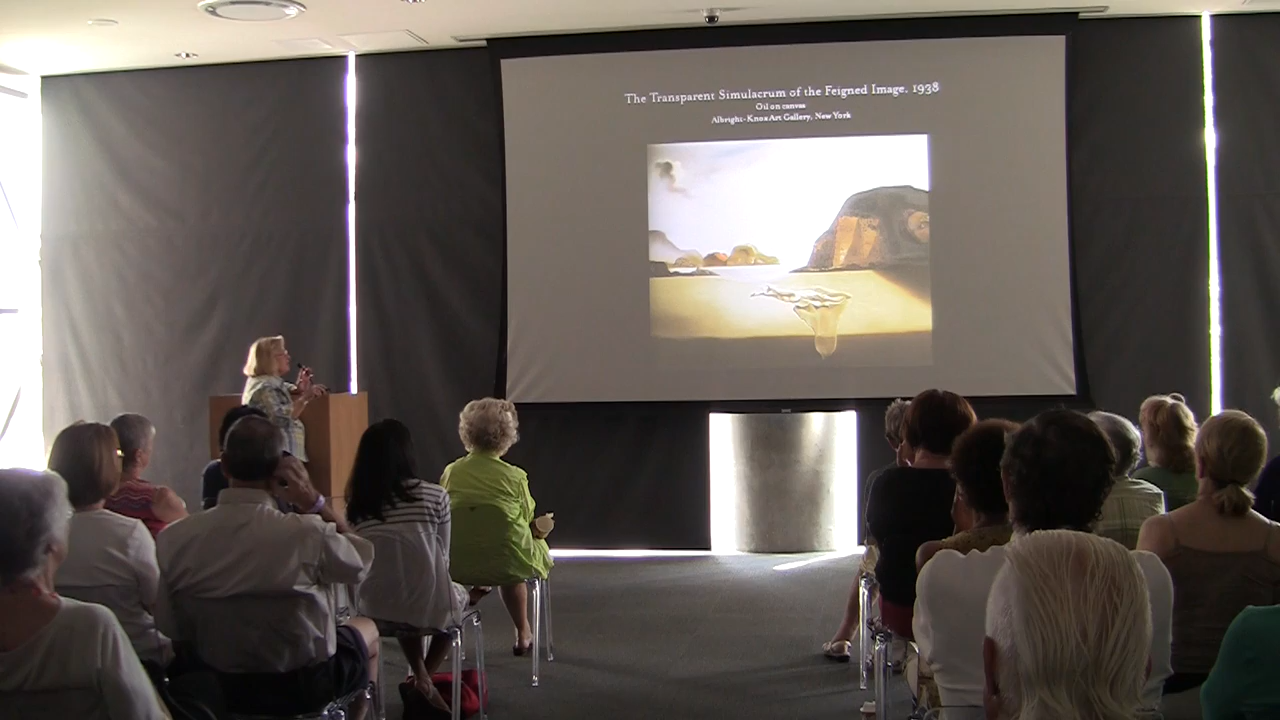 The Transparent Simulacrum of the Feigned Image, 1938
Oil on canvas
Albright-Knox Art Gallery, New York